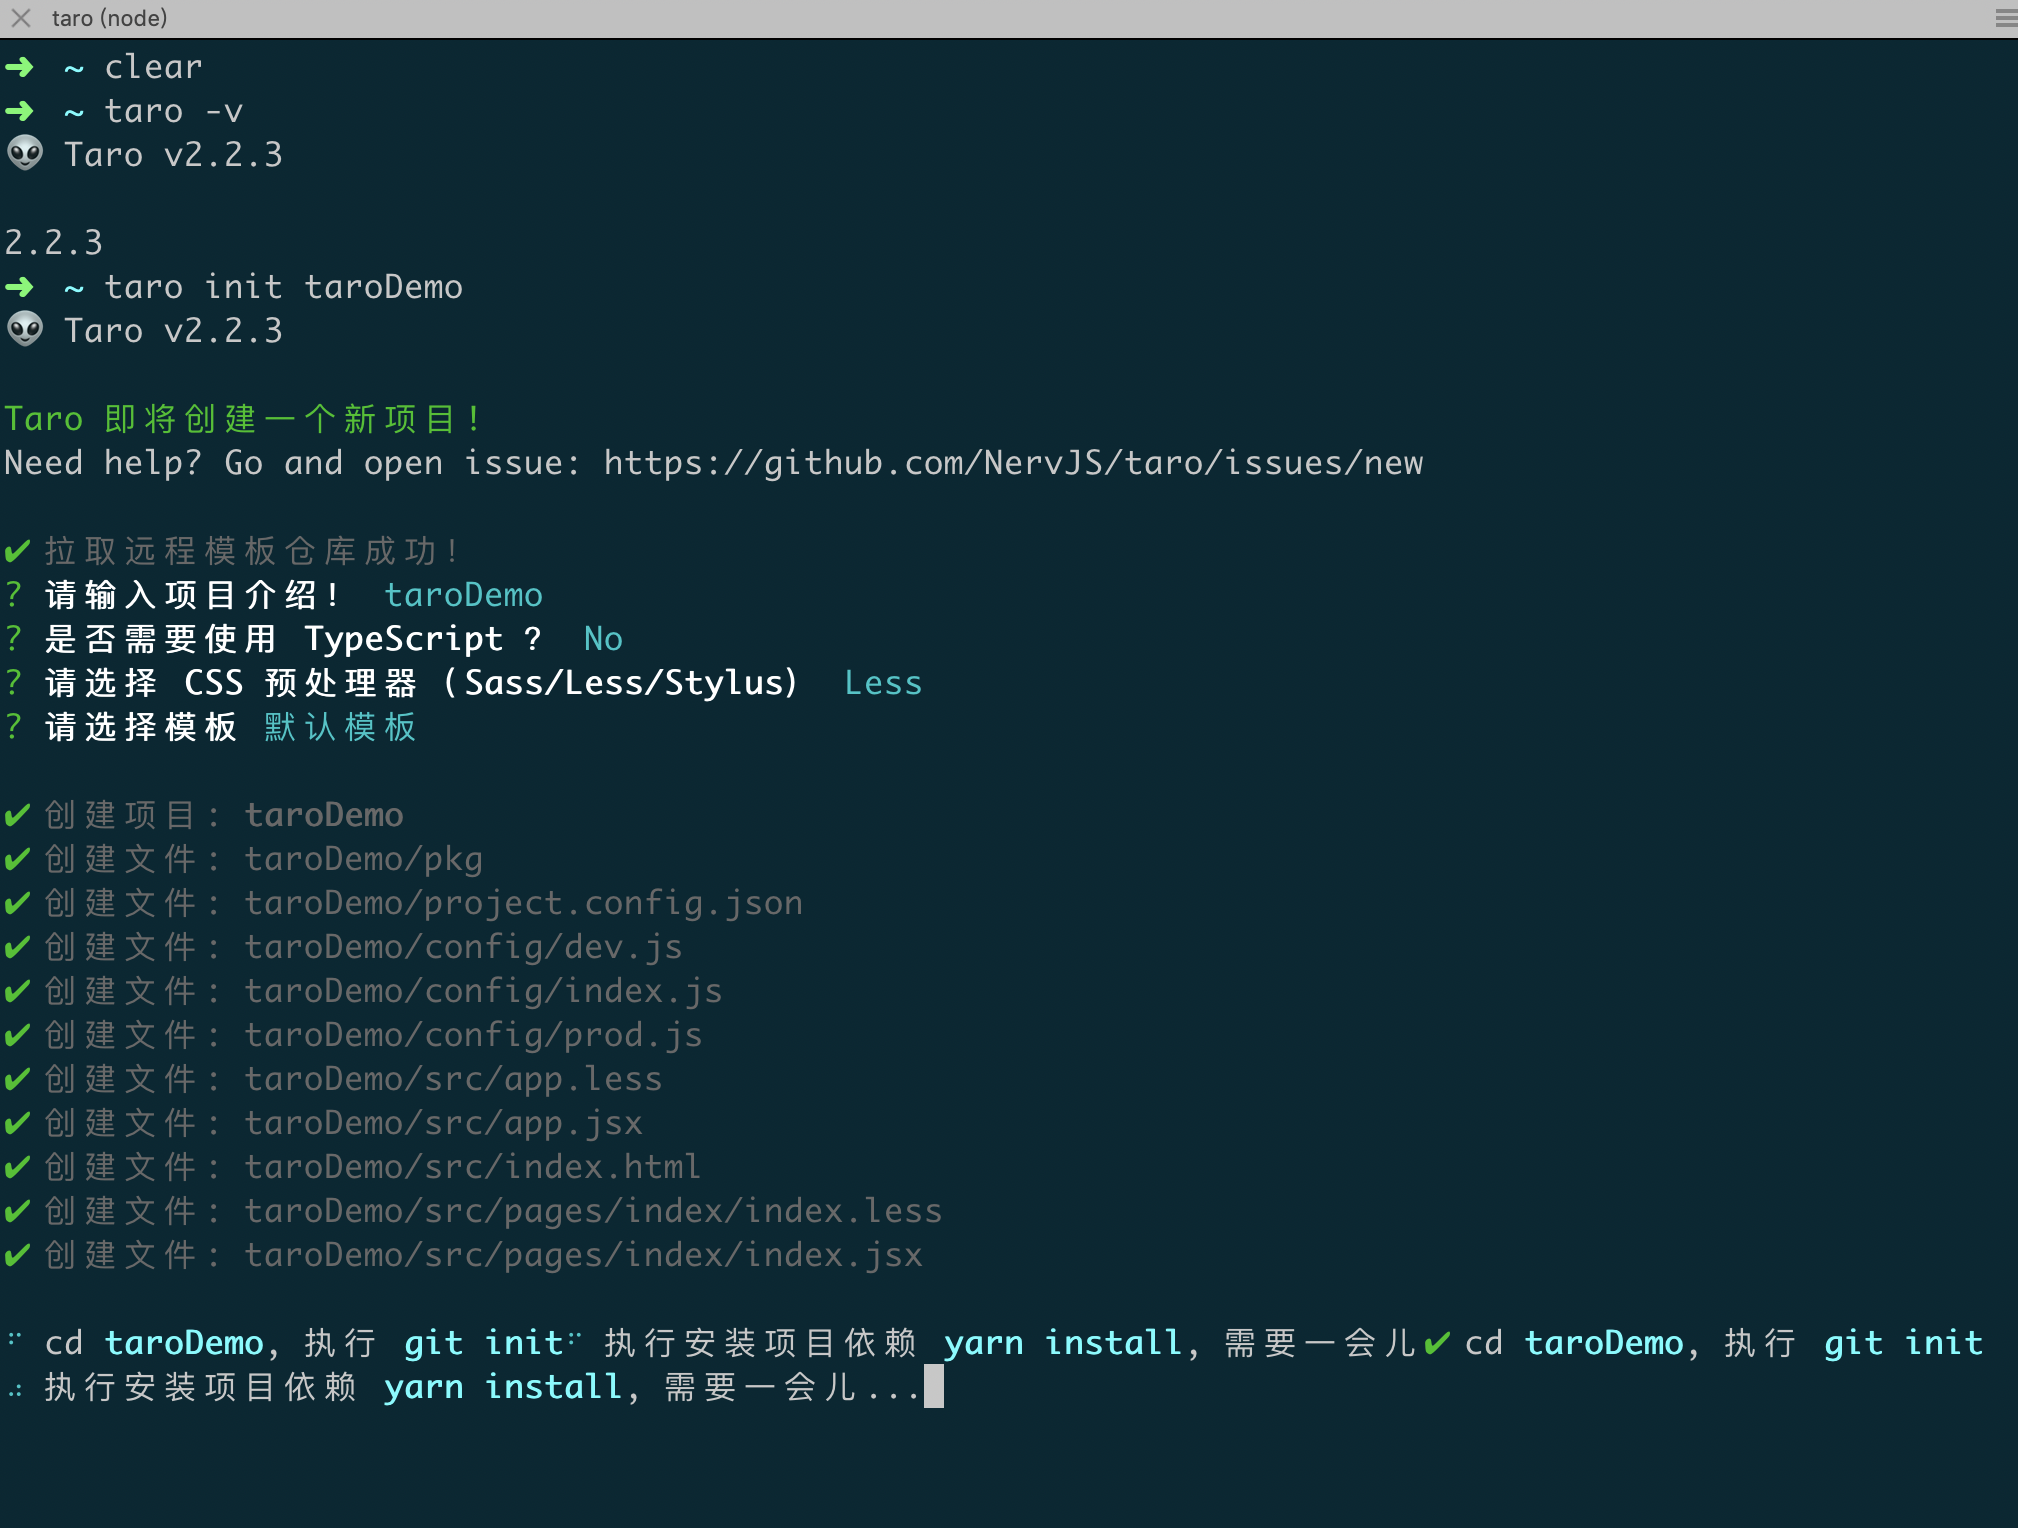 taro (node)
➜  ~ clear
➜  ~ taro -v
👽 Taro v2.2.3
2.2.3
➜  ~ taro init taroDemo
👽 Taro v2.2.3
Taro 即将创建一个新项目!
Need help? Go and open issue: https://github.com/NervJS/taro/issues/new
✔ 拉取远程模板仓库成功!
? 请输入项目介绍!  taroDemo
? 是否需要使用 TypeScript ?  No
? 请选择 CSS 预处理器 (Sass/Less/Stylus)  Less
? 请选择模板 默认模板
✔ 创建项目: taroDemo
✔ 创建文件: taroDemo/pkg
✔ 创建文件: taroDemo/project.config.json
✔ 创建文件: taroDemo/config/dev.js
✔ 创建文件: taroDemo/config/index.js
✔ 创建文件: taroDemo/config/prod.js
✔ 创建文件: taroDemo/src/app.less
✔ 创建文件: taroDemo/src/app.jsx
✔ 创建文件: taroDemo/src/index.html
✔ 创建文件: taroDemo/src/pages/index/index.less
✔ 创建文件: taroDemo/src/pages/index/index.jsx
cd taroDemo, 执行 git init 执行安装项目依赖 yarn install, 需要一会儿✔ cd taroDemo, 执行 git init
执行安装项目依赖 yarn install, 需要一会儿...